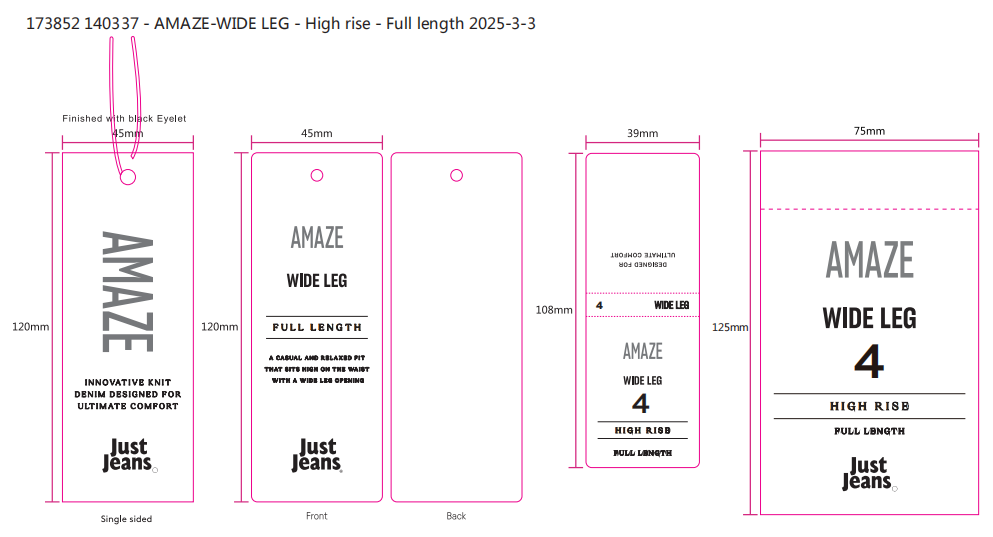 173852 140337 - AMAZE-WIDE LEG - High rise - Full length 2025-3-3
Finished with black Eyelet
45mm
120mm
AMAZE
INNOVATIVE KNIT
DENIM DESIGNED FOR
ULTIMATE COMFORT
Just
Jeans
Single sided
45mm
120mm
AMAZE
WIDE LEG
FULL LENGTH
A CASUAL AND RELAXED FIT
THAT SITS HIGH ON THE WAIST
WITH A WIDE LEG OPENING
Just
Jeans
Front
Back
39mm
108mm
DESIGNED FOR
ULTIMATE COMFORT
4 WIDE LEG
AMAZE
WIDE LEG
4
HIGH RISE
FULL LENGTH
75mm
125mm
AMAZE
WIDE LEG
4
HIGH RISE
FULL LENGTH
Just
Jeans